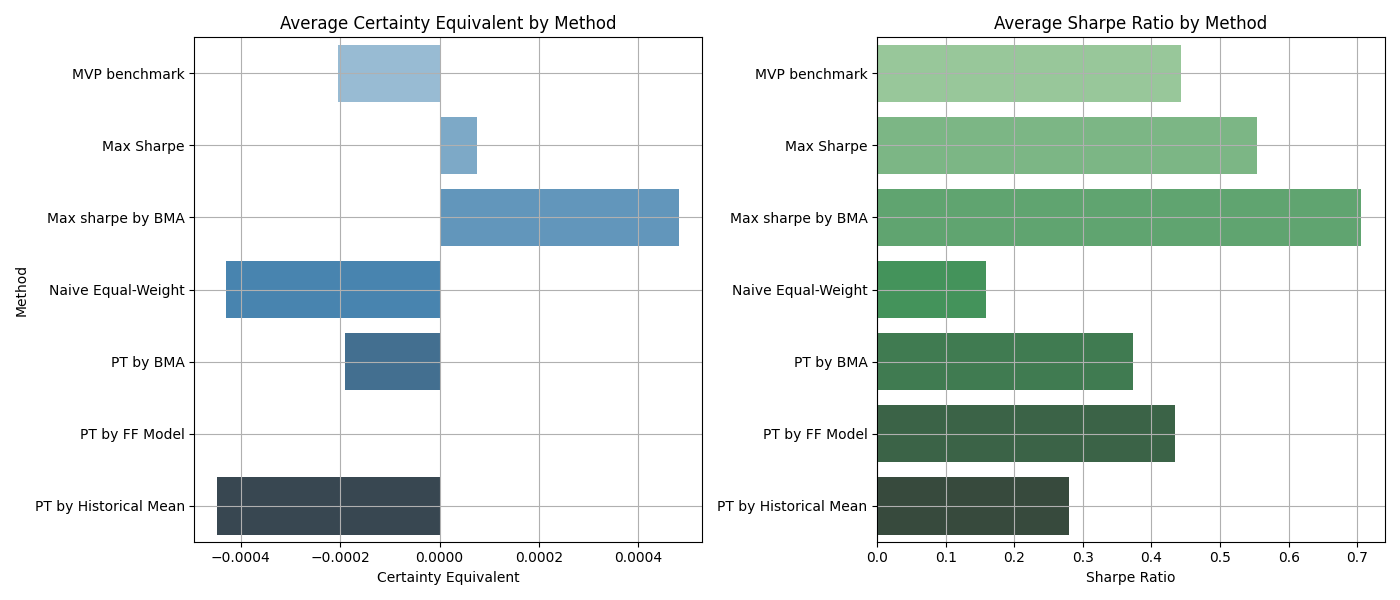 Average Certainty Equivalent by Method
MVP benchmark
Max Sharpe
Max sharpe by BMA
Naive Equal-Weight
PT by BMA
PT by FF Model
PT by Historical Mean
Method
−0.0004
−0.0002
0.0000
0.0002
0.0004
Certainty Equivalent
Average Sharpe Ratio by Method
MVP benchmark
Max Sharpe
Max sharpe by BMA
Naive Equal-Weight
PT by BMA
PT by FF Model
PT by Historical Mean
0.0
0.1
0.2
0.3
0.4
0.5
0.6
0.7
Sharpe Ratio